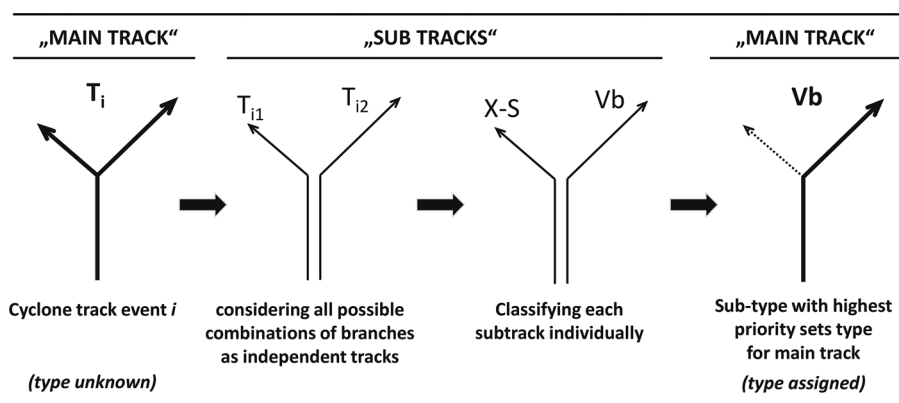 „MAIN TRACK“
„SUB TRACKS“
„MAIN TRACK“
Ti
Ti1
Ti2
X-S
Vb
Vb
Cyclone track event i
(type unknown)
considering all possible
combinations of branches
as independent tracks
Classifying each
subtrack individually
Sub-type with highest
priority sets type
for main track
(type assigned)